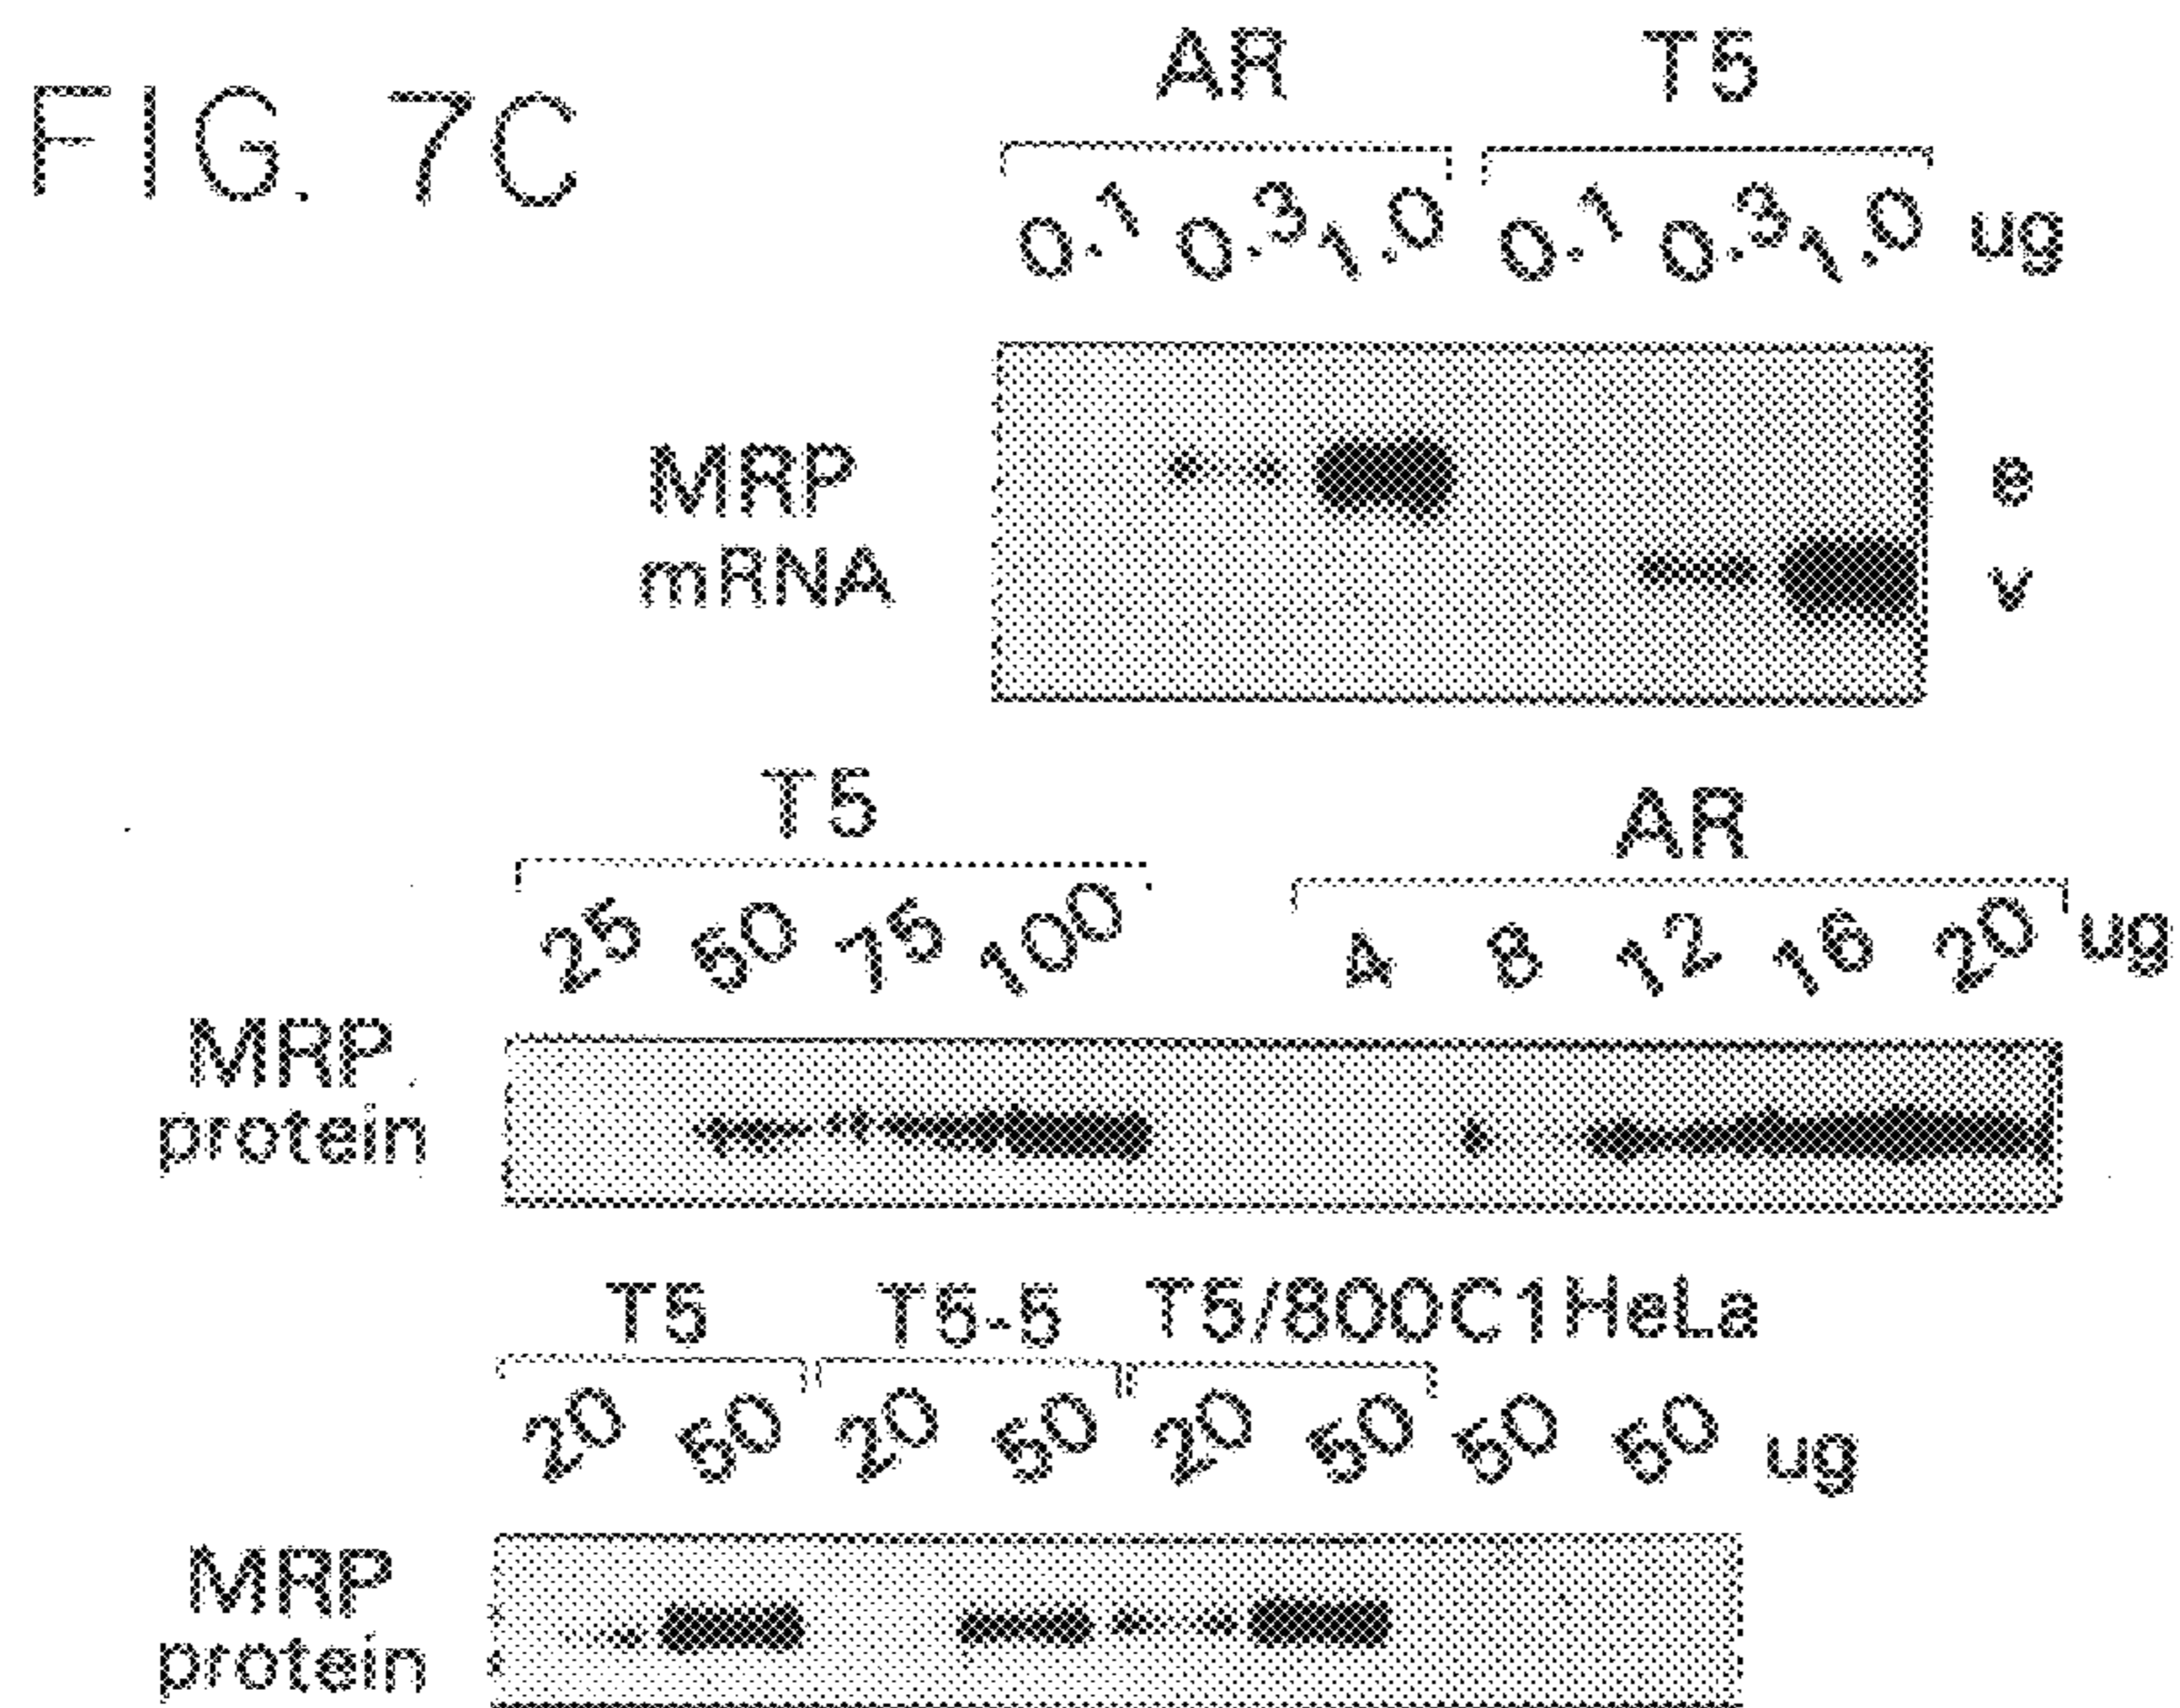 FIG. 7C
AR T5
0.1 0.3 1.0 0.1 0.3 1.0 ug
MRP e
mRNA v
T5 AR
25 50 75 100 4 8 12 16 20 ug
MRP
protein
T5 T5-5 T5/800C1HeLa
20 50 20 50 20 50 50 50 ug
MRP
protein